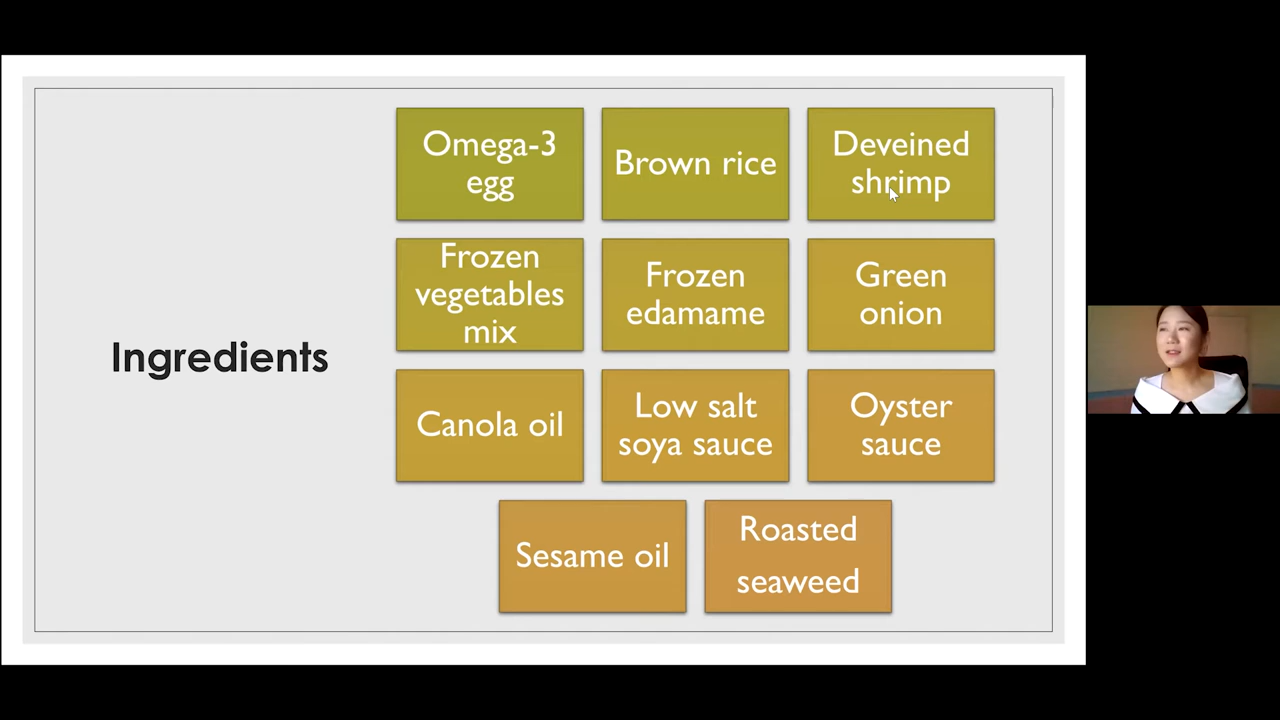 Ingredients
Omega-3
egg
Brown rice
Deveined
shrimp
Frozen
vegetables
mix
Frozen
edamame
Green
onion
Canola oil
Low salt
soya sauce
Oyster
sauce
Sesame oil
Roasted
seaweed